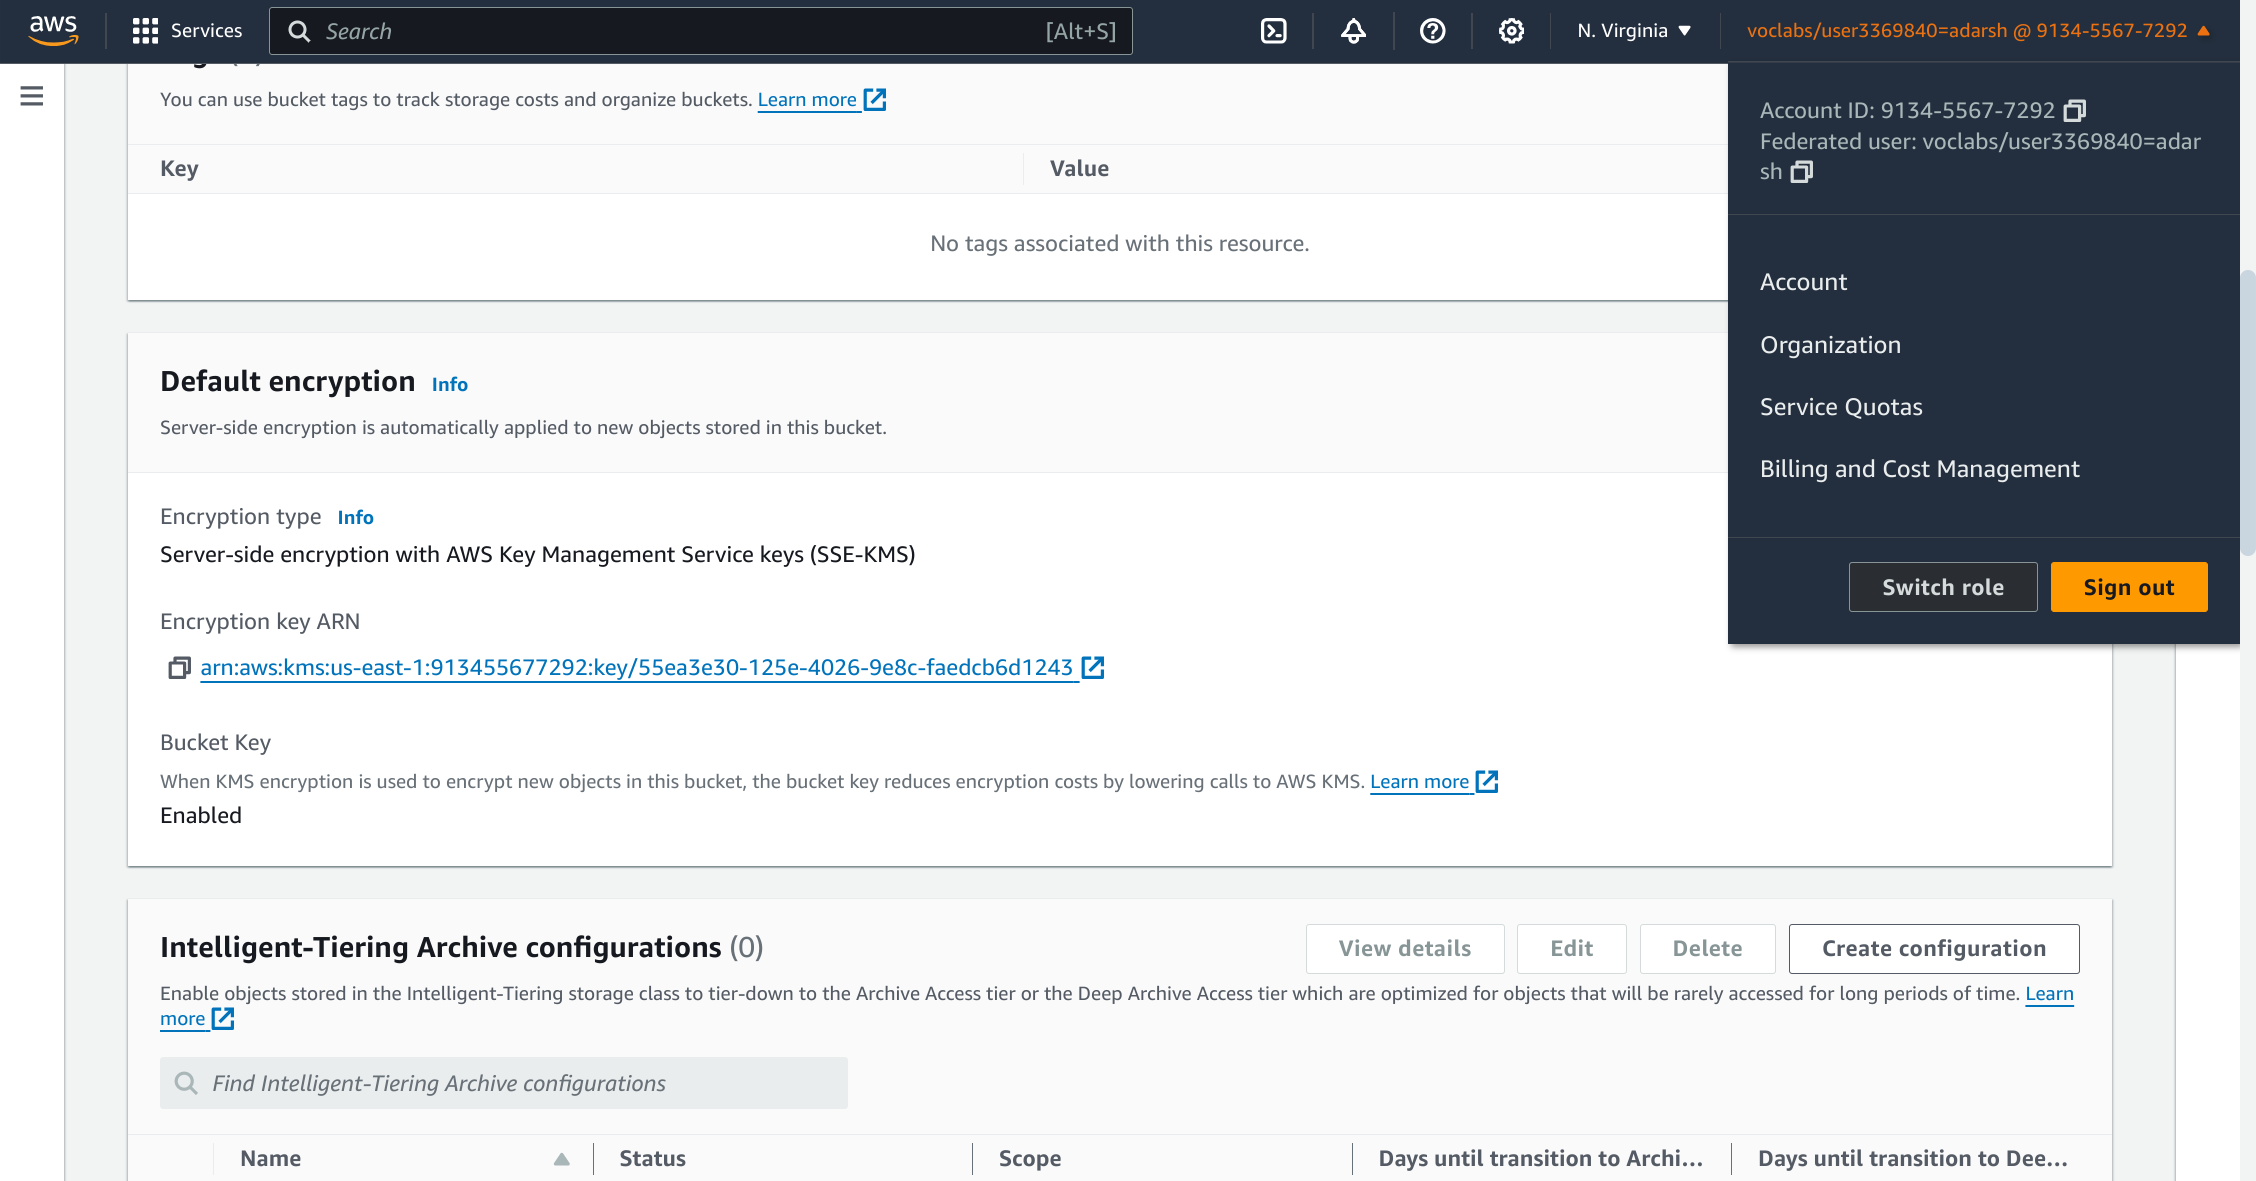 aws
Services
Search
[Alt+S]
N. Virginia
voclabs/user3369840=adarsh @ 9134-5567-7292
You can use bucket tags to track storage costs and organize buckets. Learn more
Key
Value
No tags associated with this resource.
Account ID: 9134-5567-7292
Federated user: voclabs/user3369840=adar
sh
Account
Organization
Service Quotas
Billing and Cost Management
Switch role
Sign out
Default encryption Info
Server-side encryption is automatically applied to new objects stored in this bucket.
Encryption type Info
Server-side encryption with AWS Key Management Service keys (SSE-KMS)
Encryption key ARN
arn:aws:kms:us-east-1:913455677292:key/55ea3e30-125e-4026-9e8c-faedcb6d1243
Bucket Key
When KMS encryption is used to encrypt new objects in this bucket, the bucket key reduces encryption costs by lowering calls to AWS KMS. Learn more
Enabled
Intelligent-Tiering Archive configurations (0)
View details
Edit
Delete
Create configuration
Enable objects stored in the Intelligent-Tiering storage class to tier-down to the Archive Access tier or the Deep Archive Access tier which are optimized for objects that will be rarely accessed for long periods of time. Learn
more
Find Intelligent-Tiering Archive configurations
Name
Status
Scope
Days until transition to Archi...
Days until transition to Dee...